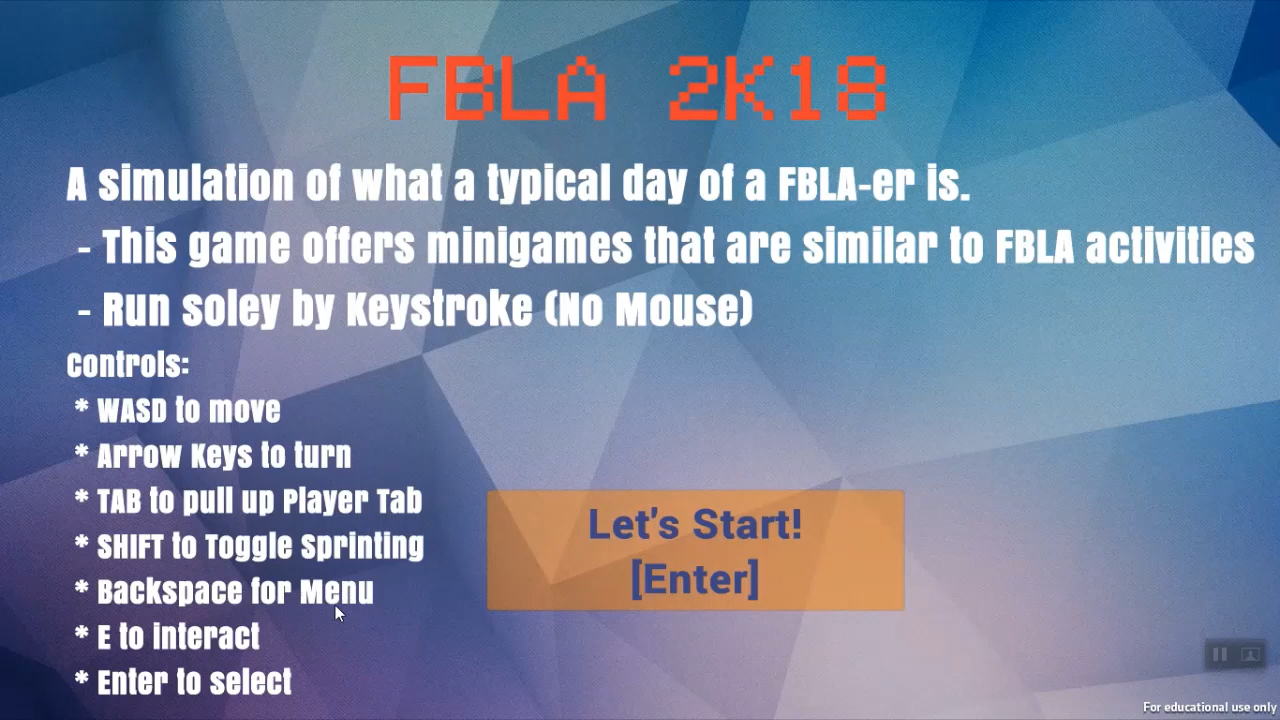 FBLA 2K18
A simulation of what a typical day of a FBLA-er is.
- This game offers minigames that are similar to FBLA activities
- Run soley by Keystroke (No Mouse)
Controls:
* WASD to move
* Arrow Keys to turn
* TAB to pull up Player Tab
* SHIFT to Toggle Sprinting
* Backspace for Menu
* E to interact
* Enter to select
Let's Start!
[Enter]
For educational use only